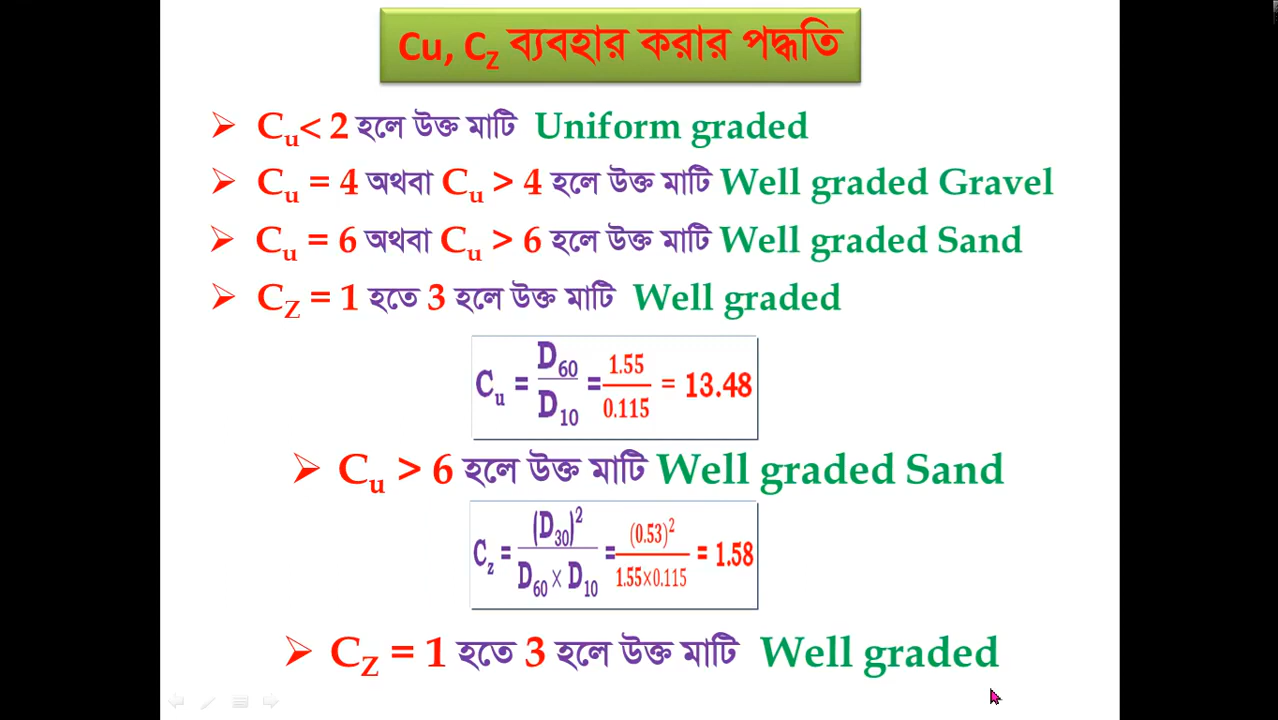 Cu, CZ ব্যবহার করার পদ্ধতি
Cu< 2 হলে উক্ত মাটি Uniform graded
Cu = 4 অথবা Cu > 4 হলে উক্ত মাটি Well graded Gravel
Cu = 6 অথবা Cu > 6 হলে উক্ত মাটি Well graded Sand
CZ = 1 হতে 3 হলে উক্ত মাটি Well graded
Cu = D60/D10 = 1.55/0.115 = 13.48
Cu > 6 হলে উক্ত মাটি Well graded Sand
Cz = (D30)²/D60 × D10 = (0.53)²/1.55×0.115 = 1.58
CZ = 1 হতে 3 হলে উক্ত মাটি Well graded